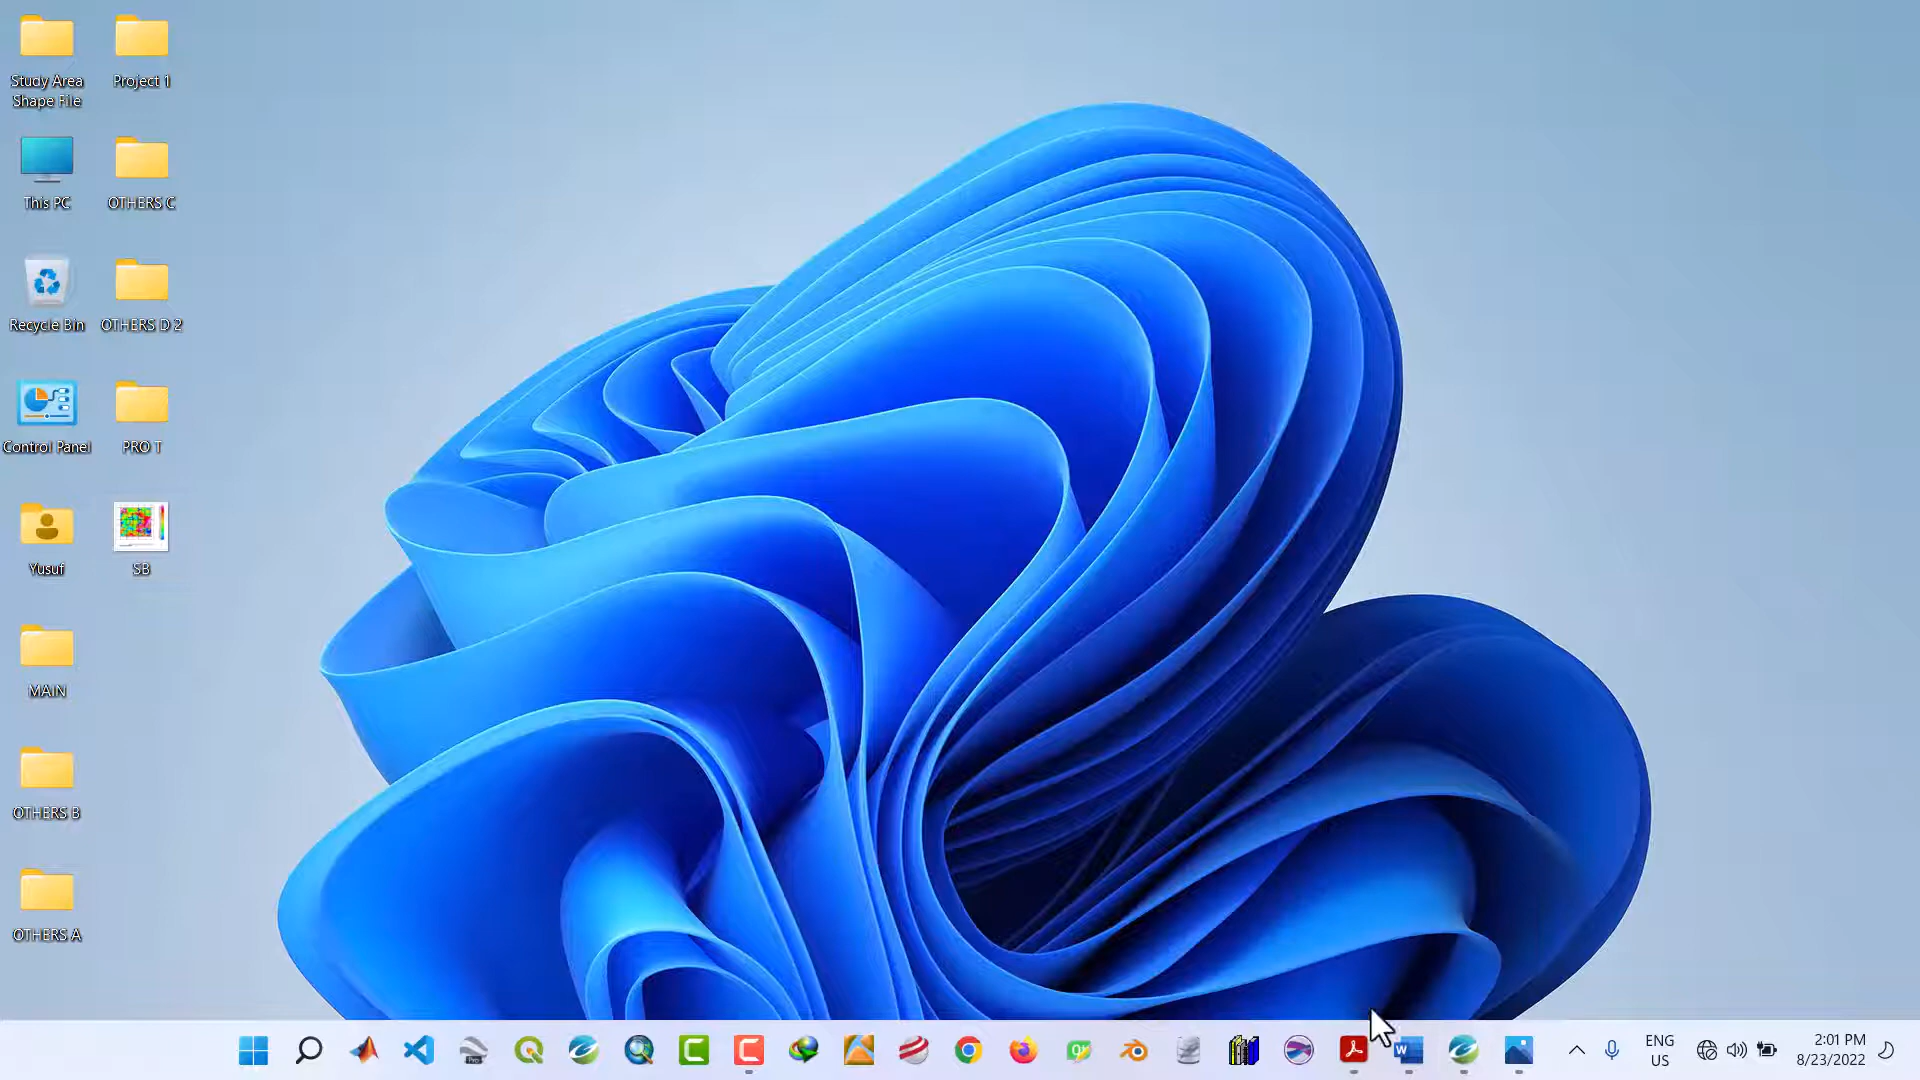 Study Area
Shape File
Project 1
This PC
OTHERS C
Recycle Bin
OTHERS D 2
Control Panel
PRO T
Yusuf
SB
MAIN
OTHERS B
OTHERS A
ENG
US
2:01 PM
8/23/2022